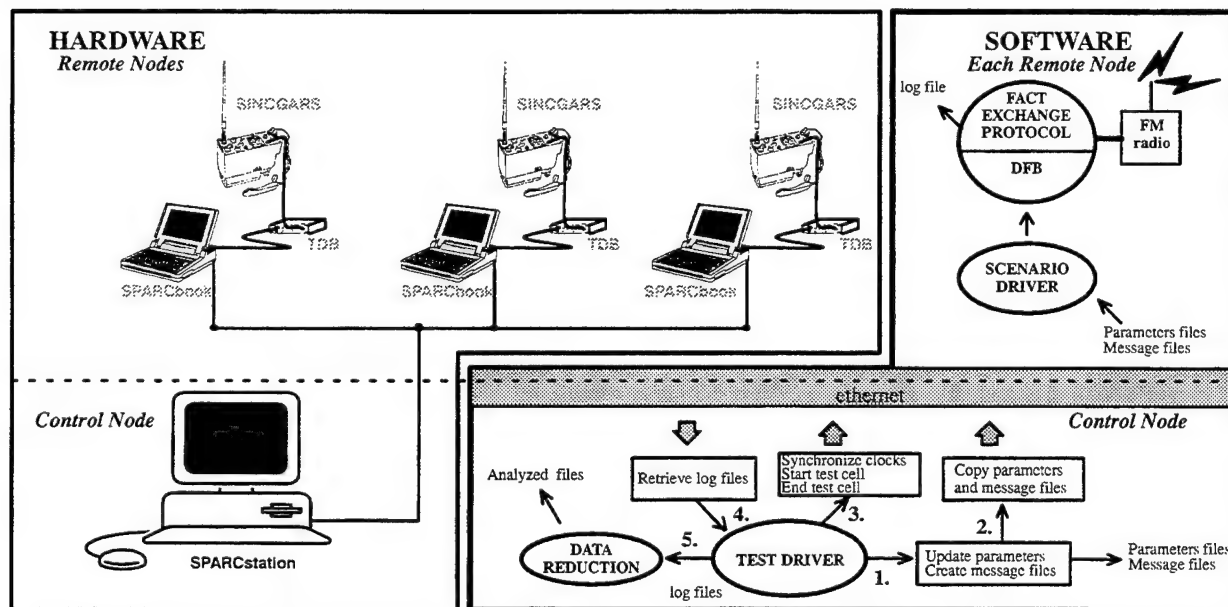 HARDWARE
Remote Nodes
SINCGARS
SINCGARS
SINCGARS
TDB
TDB
TDB
SPARCbook
SPARCbook
SPARCbook
Control Node
SPARCstation
SOFTWARE
Each Remote Node
log file
FACT
EXCHANGE
PROTOCOL
DFB
FM
radio
SCENARIO
DRIVER
Parameters files
Message files
ethernet
Control Node
Analyzed files
Retrieve log files
Synchronize clocks
Start test cell
End test cell
Copy parameters
and message files
4.
3.
2.
5.
DATA
REDUCTION
TEST DRIVER
1.
Update parameters
Create message files
Parameters files
Message files
log files